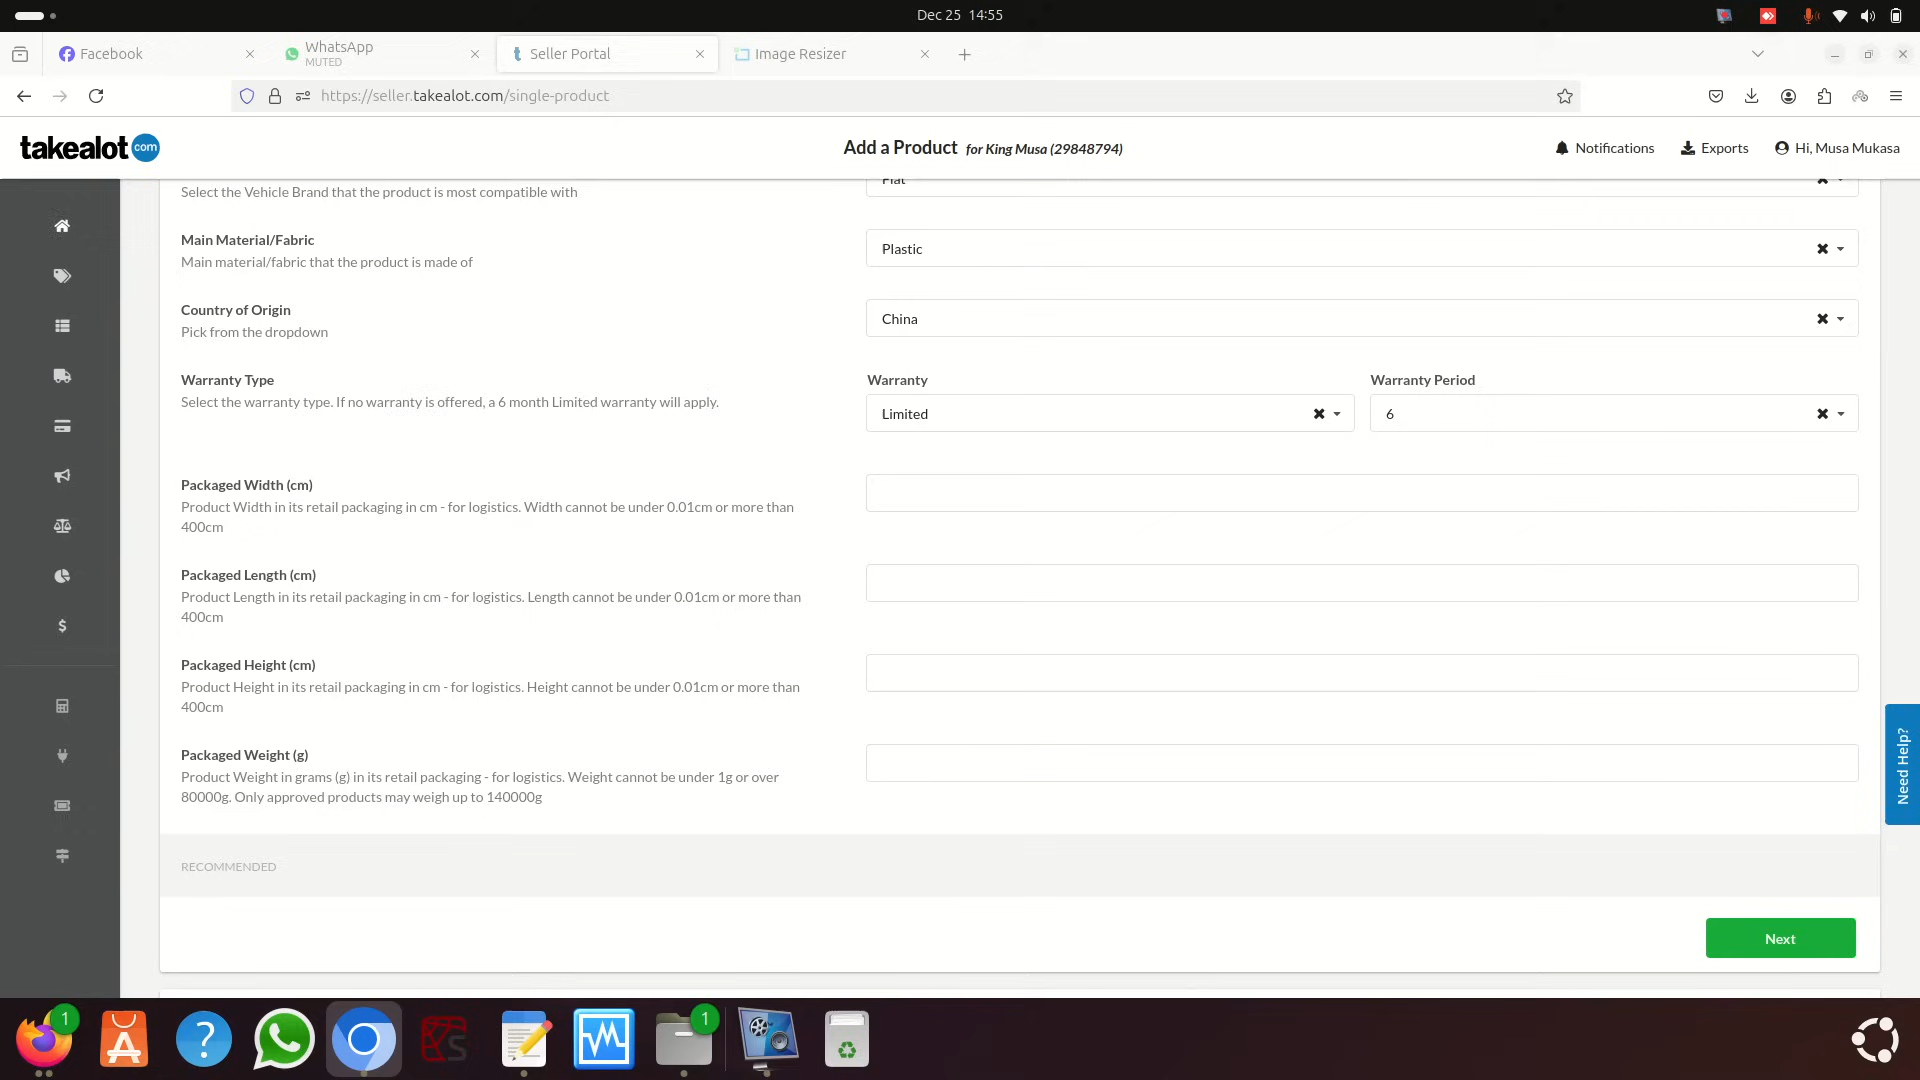 Dec 25 14:55
Facebook
WhatsApp
MUTED
Seller Portal
Image Resizer
https://seller.takealot.com/single-product
takealot com
Add a Product for King Musa (29848794)
Notifications
Exports
Hi, Musa Mukasa
Select the Vehicle Brand that the product is most compatible with
Fiat
Main Material/Fabric
Main material/fabric that the product is made of
Plastic
Country of Origin
Pick from the dropdown
China
Warranty Type
Select the warranty type. If no warranty is offered, a 6 month Limited warranty will apply.
Warranty
Limited
Warranty Period
6
Packaged Width (cm)
Product Width in its retail packaging in cm - for logistics. Width cannot be under 0.01cm or more than
400cm
Packaged Length (cm)
Product Length in its retail packaging in cm - for logistics. Length cannot be under 0.01cm or more than
400cm
Packaged Height (cm)
Product Height in its retail packaging in cm - for logistics. Height cannot be under 0.01cm or more than
400cm
Packaged Weight (g)
Product Weight in grams (g) in its retail packaging - for logistics. Weight cannot be under 1g or over
80000g. Only approved products may weigh up to 140000g
RECOMMENDED
Next
Need Help?
1
1